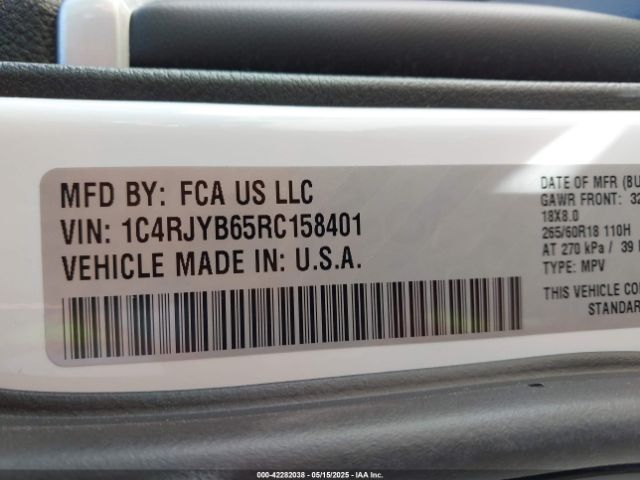 MFD BY: FCA US LLC
VIN: 1C4RJYB65RC158401
VEHICLE MADE IN: U.S.A.
DATE OF MFR (BU
GAWR FRONT: 32
18X8.0
265/60R18 110H
AT 270 kPa / 39
TYPE: MPV
THIS VEHICLE CON
STANDAR
000-42282038 - 05/15/2025 - IAA Inc.